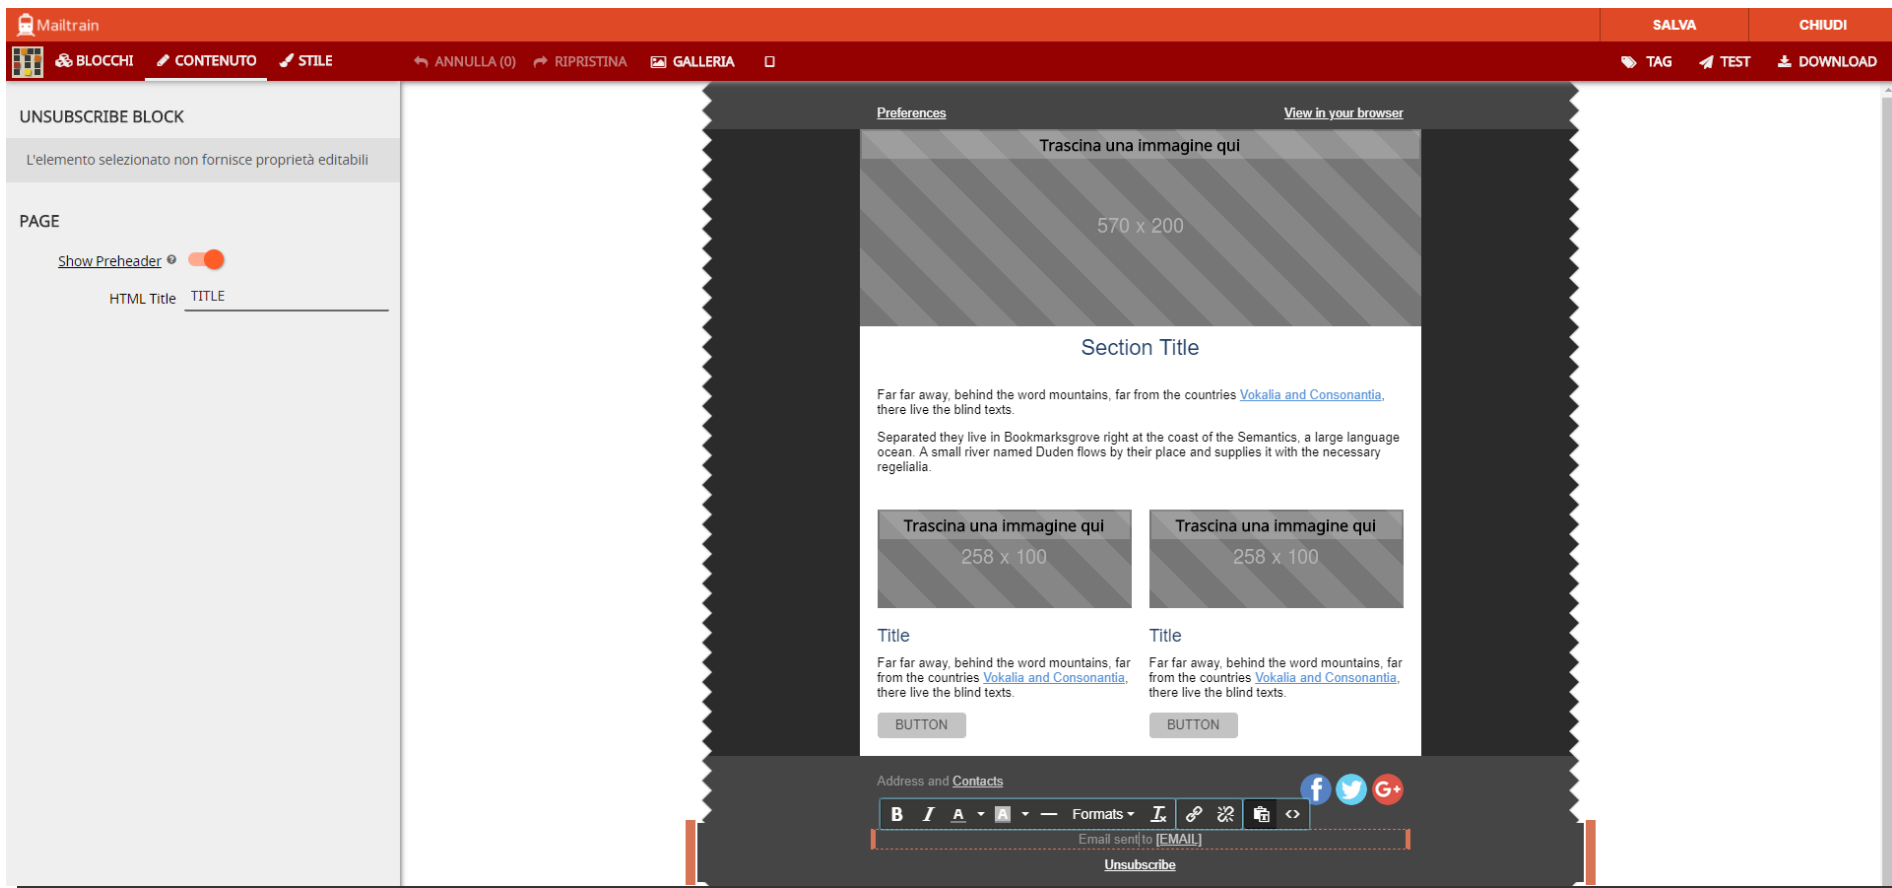 Mailtrain
SALVA
CHIUDI
BLOCCHI
CONTENUTO
STILE
ANNULLA (0)
RIPRISTINA
GALLERIA
TAG
TEST
DOWNLOAD
UNSUBSCRIBE BLOCK
L'elemento selezionato non fornisce proprietà editabili
PAGE
Show Preheader
HTML Title TITLE
Preferences
View in your browser
Trascina una immagine qui
570 x 200
Section Title
Far far away, behind the word mountains, far from the countries Vokalia and Consonantia,
there live the blind texts.
Separated they live in Bookmarksgrove right at the coast of the Semantics, a large language
ocean. A small river named Duden flows by their place and supplies it with the necessary
regelialia.
Trascina una immagine qui
258 x 100
Trascina una immagine qui
258 x 100
Title
Far far away, behind the word mountains, far
from the countries Vokalia and Consonantia,
there live the blind texts.
BUTTON
Title
Far far away, behind the word mountains, far
from the countries Vokalia and Consonantia,
there live the blind texts.
BUTTON
Address and Contacts
f
G+
B I A A Formats Ix
Email sent to [EMAIL]
Unsubscribe